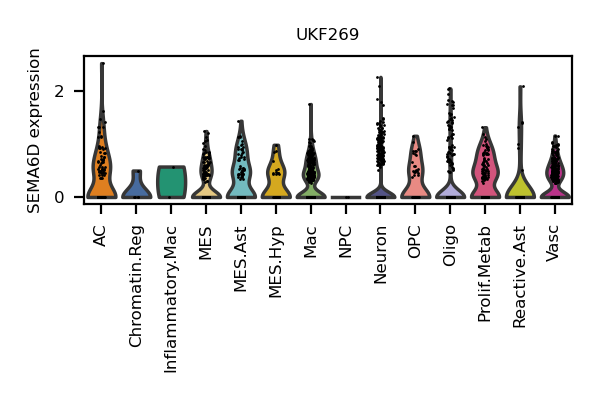 UKF269
SEMA6D expression
2
0
AC
Chromatin.Reg
Inflammatory.Mac
MES
MES.Ast
MES.Hyp
Mac
NPC
Neuron
OPC
Oligo
Prolif.Metab
Reactive.Ast
Vasc